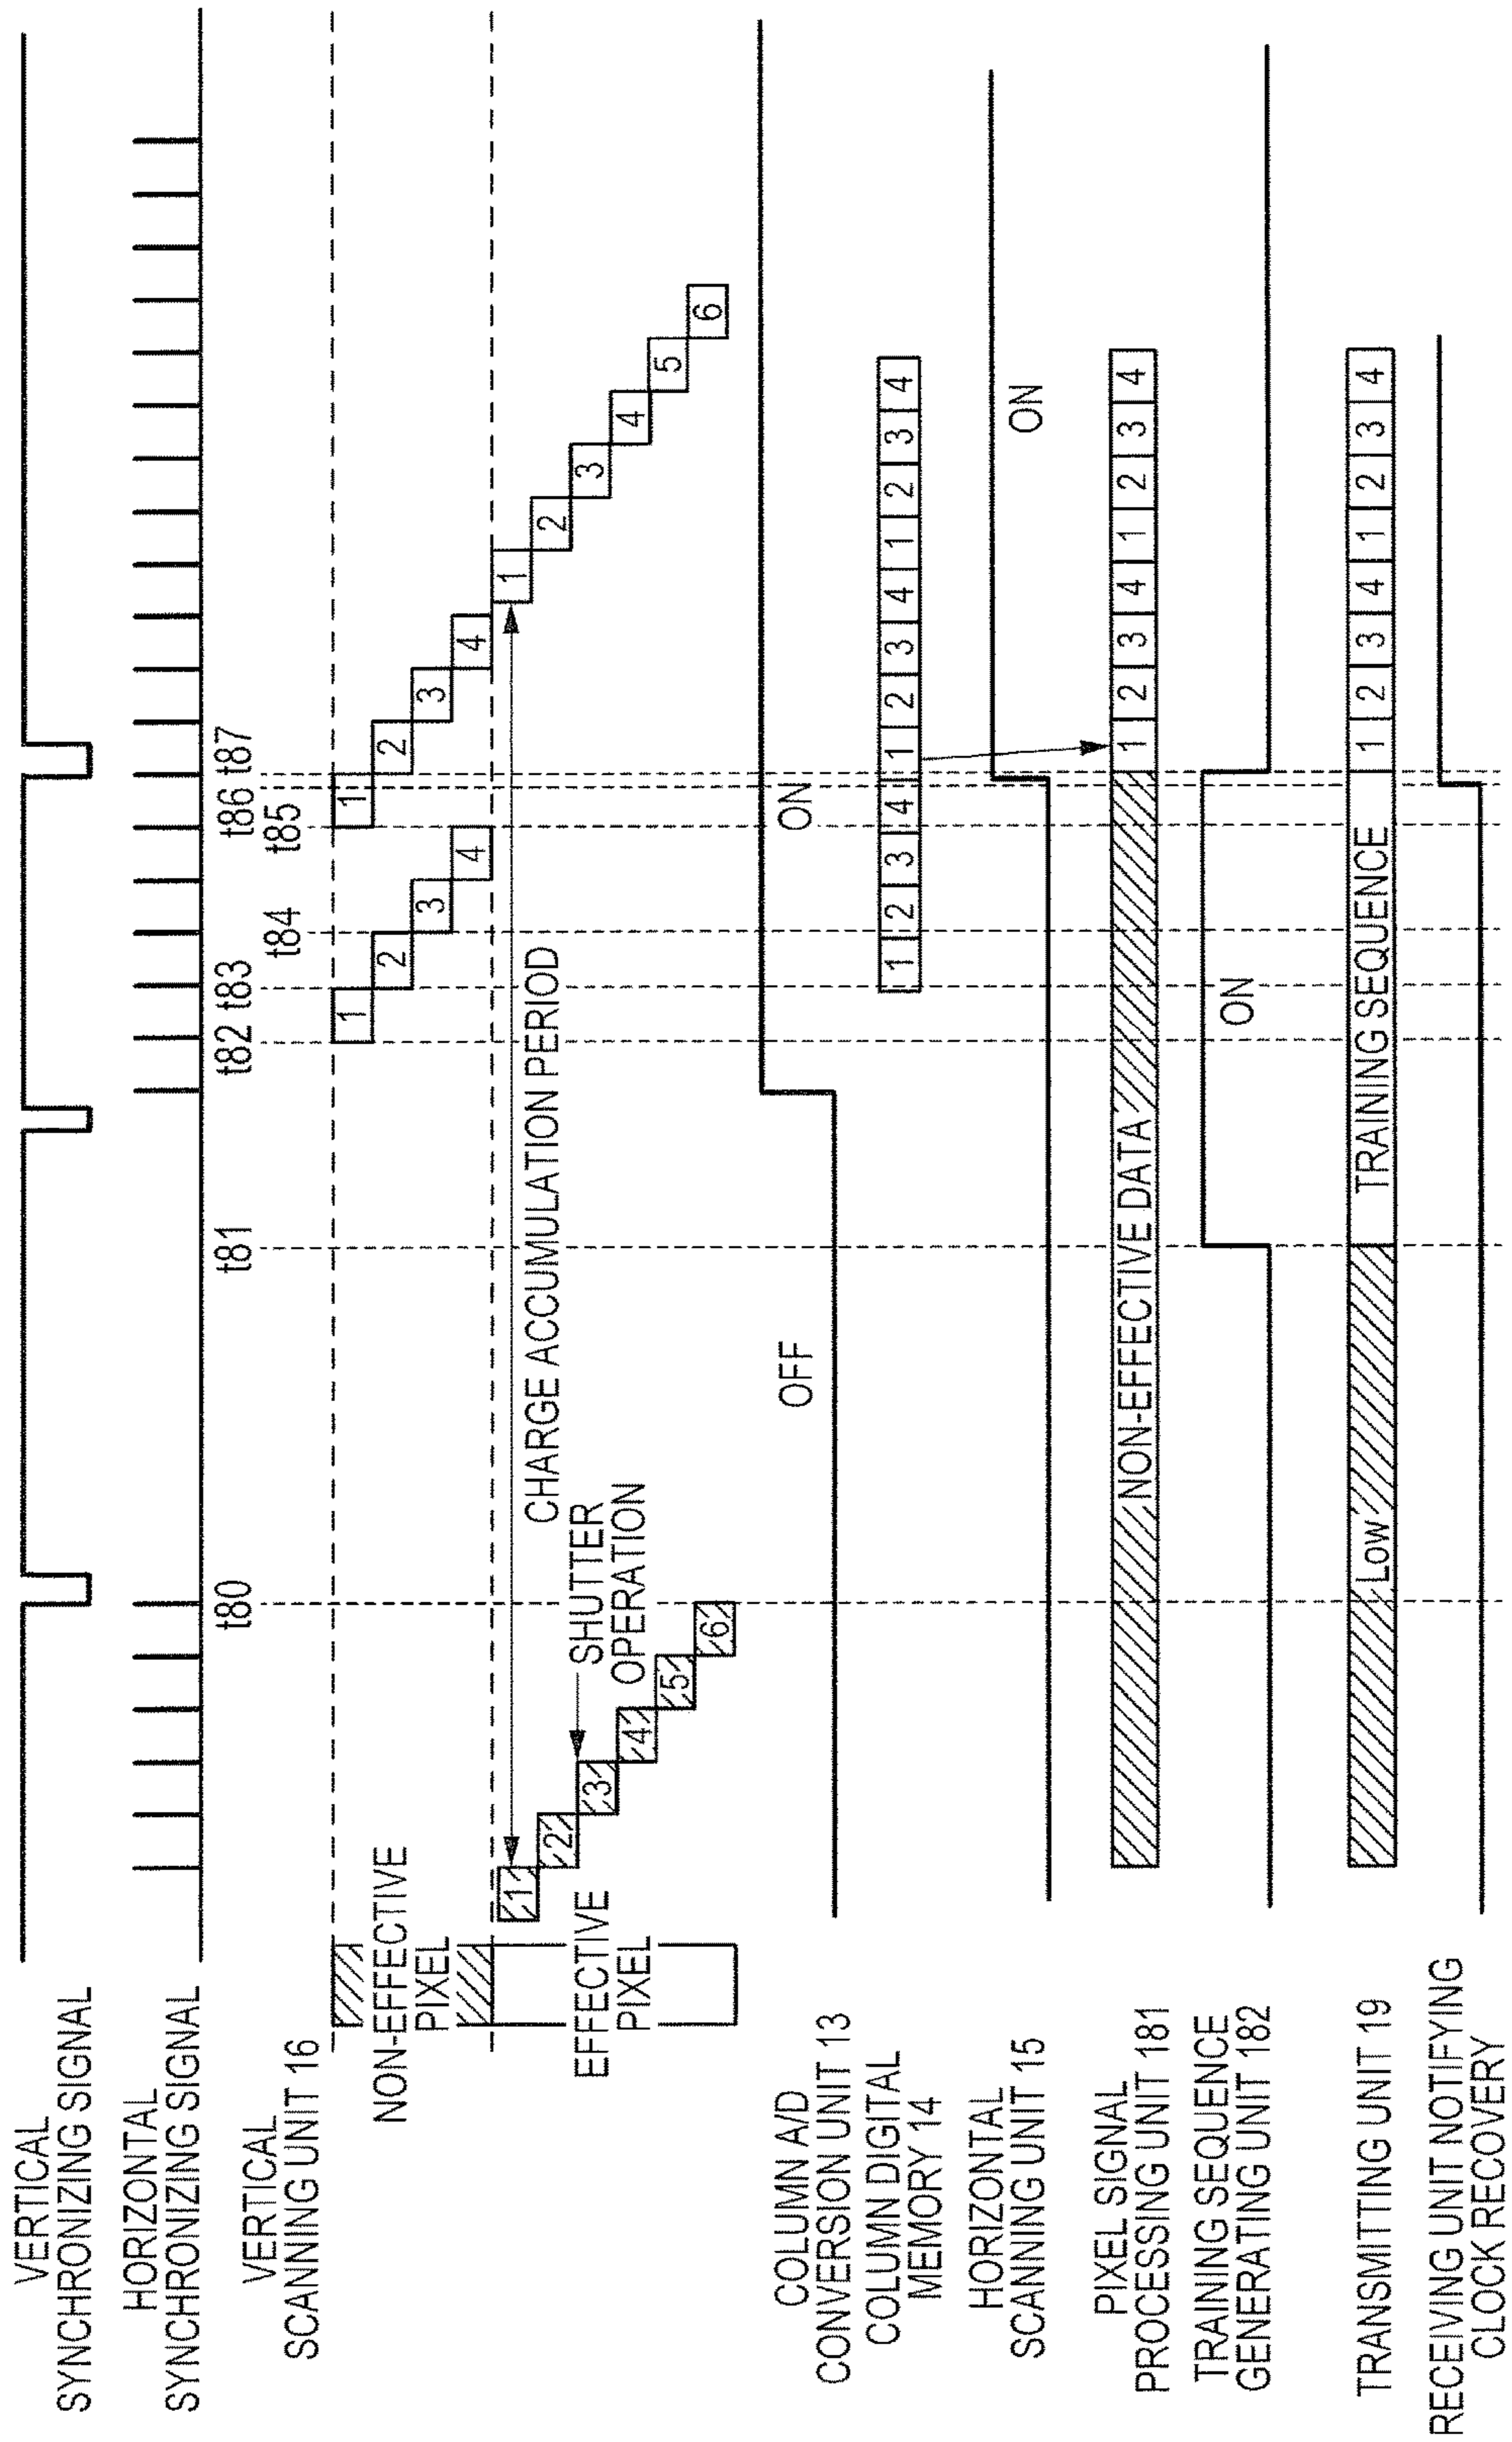 VERTICAL
SYNCHRONIZING SIGNAL
HORIZONTAL
SYNCHRONIZING SIGNAL
t80
t81
t82
t83
t84
t85
t86
t87
VERTICAL
SCANNING UNIT 16
NON-EFFECTIVE
PIXEL
EFFECTIVE
PIXEL
1 2 3 4
1 2 3 4
CHARGE ACCUMULATION PERIOD
SHUTTER
OPERATION
1 2 3 4 5 6
1 2 3 4 5 6
COLUMN A/D
CONVERSION UNIT 13
OFF
ON
COLUMN DIGITAL
MEMORY 14
1 2 3 4 1 2 3 4 1 2 3 4
HORIZONTAL
SCANNING UNIT 15
ON
PIXEL SIGNAL
PROCESSING UNIT 181
NON-EFFECTIVE DATA
1 2 3 4 1 2 3 4
TRAINING SEQUENCE
GENERATING UNIT 182
ON
TRANSMITTING UNIT 19
Low
TRAINING SEQUENCE
1 2 3 4 1 2 3 4
RECEIVING UNIT NOTIFYING
CLOCK RECOVERY